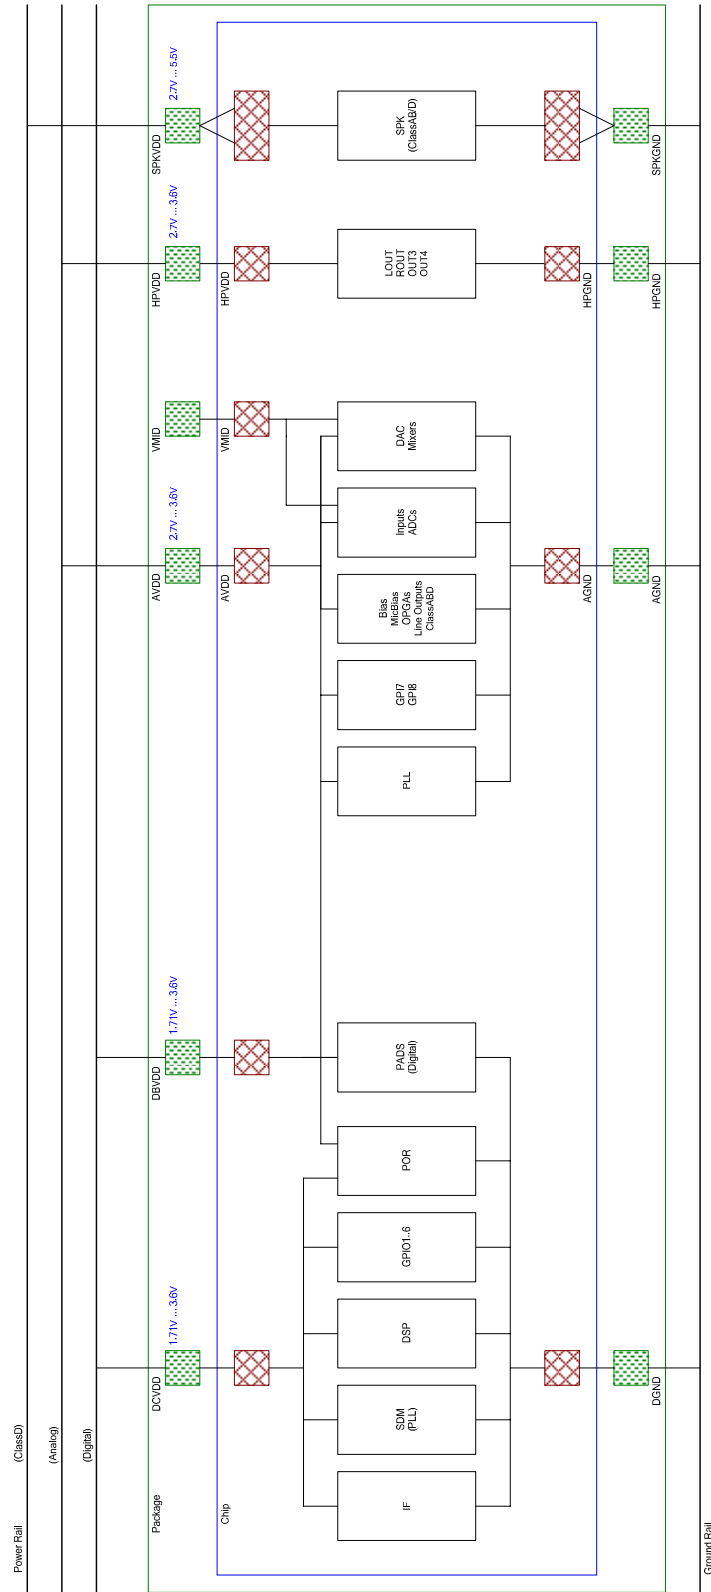 Power Rail
(ClassD)
(Analog)
(Digital)
Package
Chip
DCVDD
1.71V ... 3.6V
DBVDD
1.71V ... 3.6V
AVDD
2.7V ... 3.6V
VMID
HPVDD
2.7V ... 3.6V
SPKVDD
2.7V ... 5.5V
AVDD
VMID
HPVDD
IF
SDM
(PLL)
DSP
GPIO1..6
POR
PADS
(Digital)
PLL
GPI7
GPI8
Bias
MicBias
OPGAs
Line Outputs
ClassABD
Inputs
ADCs
DAC
Mixers
LOUT
ROUT
OUT3
OUT4
SPK
(ClassAB/D)
AGND
HPGND
DGND
AGND
HPGND
SPKGND
Ground Rail